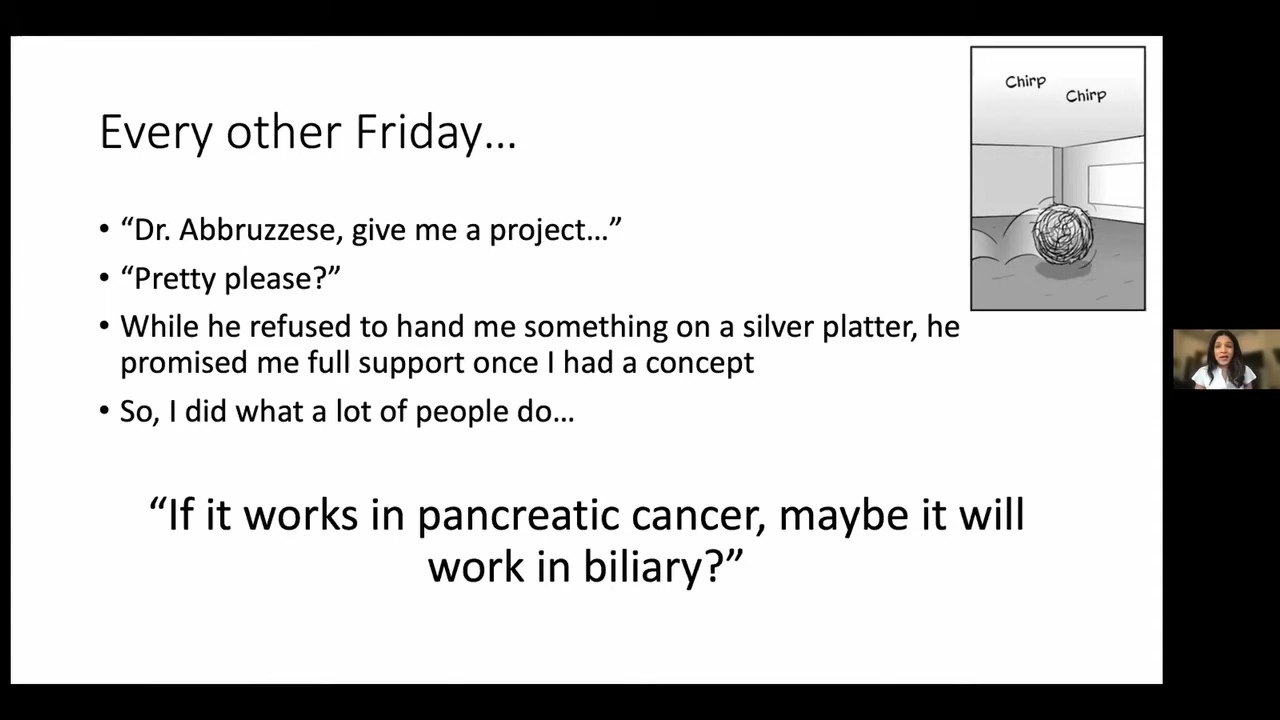 Chirp
Chirp
Every other Friday…
• “Dr. Abbruzzese, give me a project…”
• “Pretty please?”
• While he refused to hand me something on a silver platter, he
promised me full support once I had a concept
• So, I did what a lot of people do…
“If it works in pancreatic cancer, maybe it will
work in biliary?”